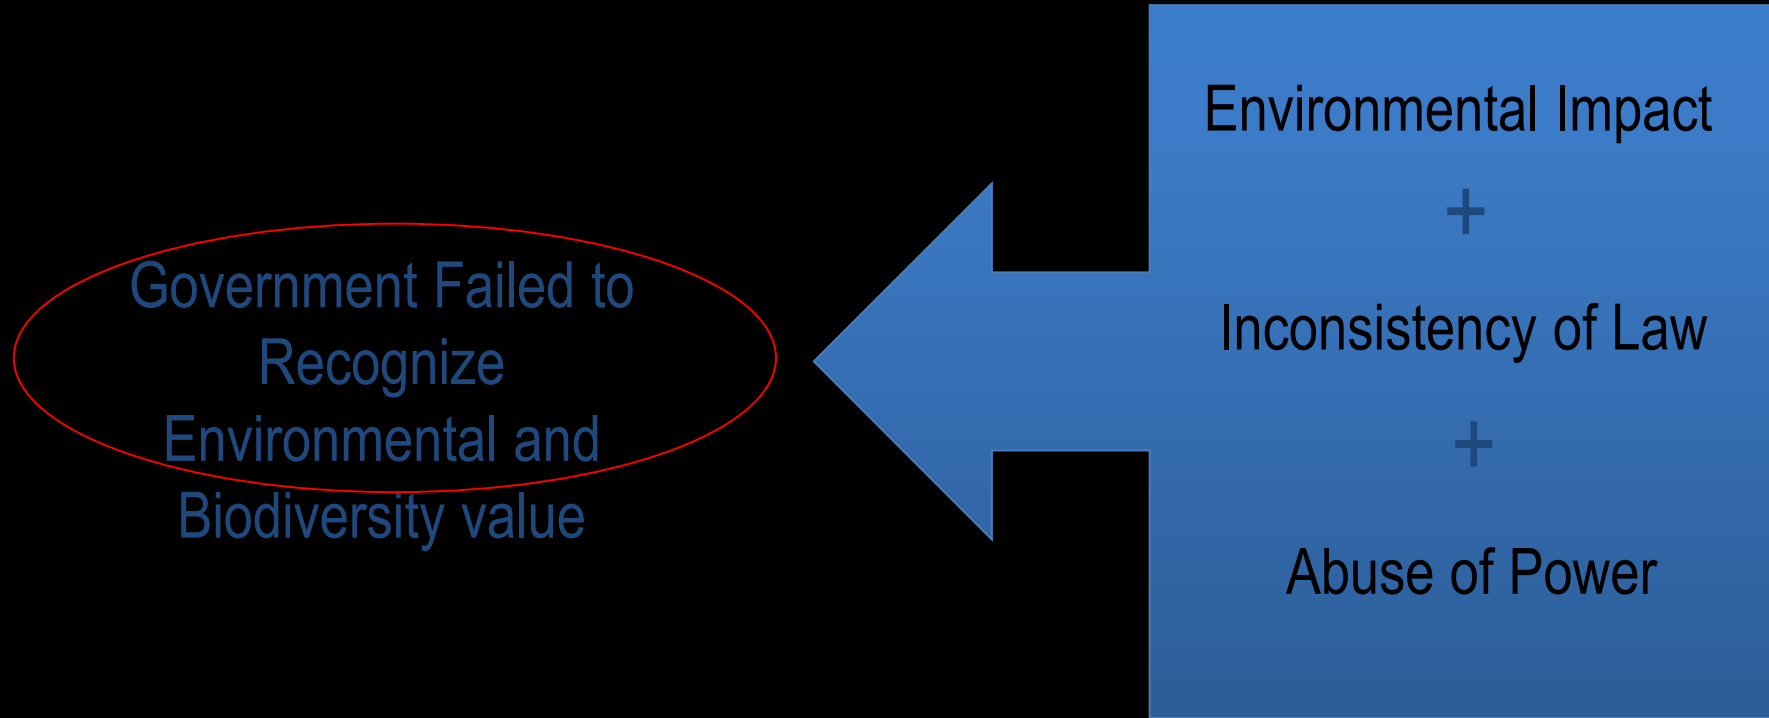 Government Failed to
Recognize
Environmental and
Biodiversity value
Environmental Impact
+
Inconsistency of Law
+
Abuse of Power